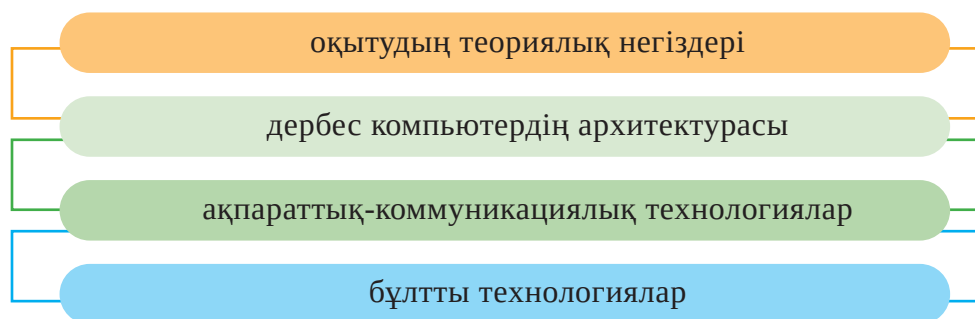 оқытудың теориялық негіздері
дербес компьютердің архитектурасы
ақпараттық-коммуникациялық технологиялар
бұлтты технологиялар